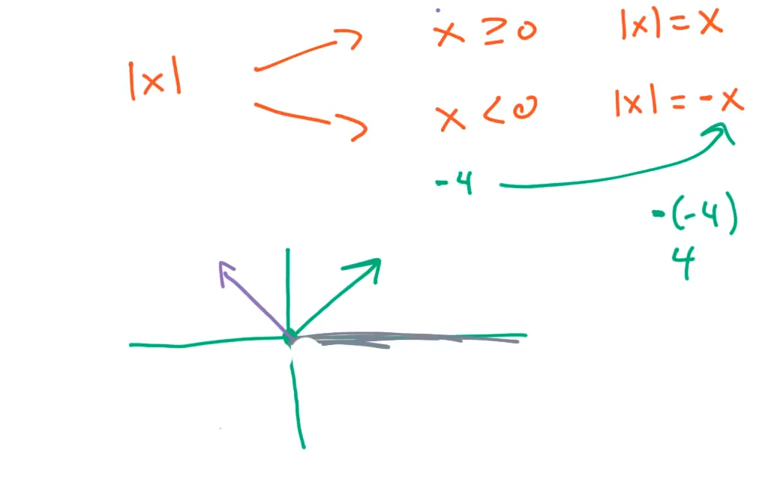 |x| x ≥ 0 |x| = x
x < 0 |x| = -x
-4
-(-4)
4